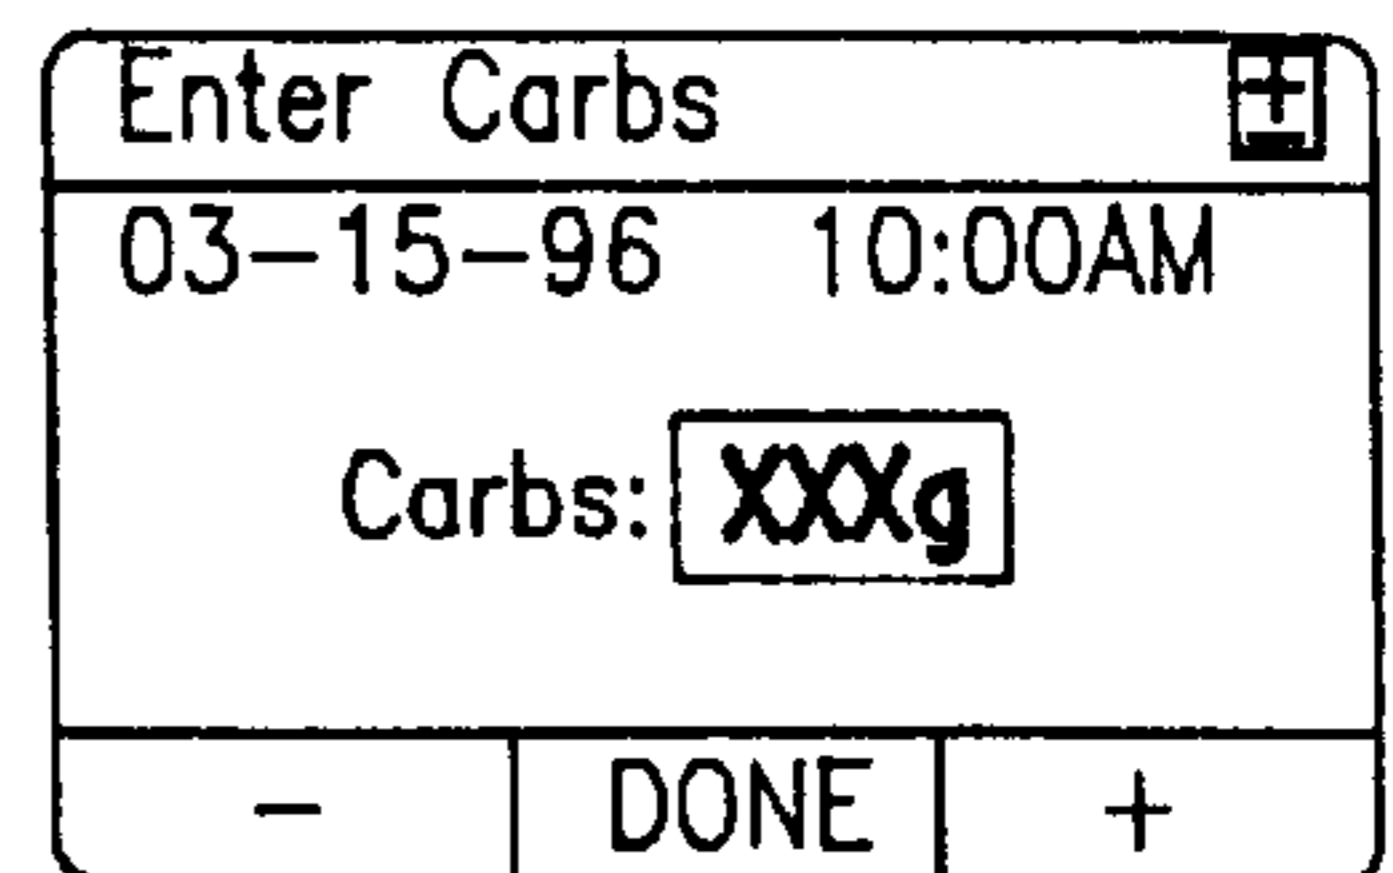 Enter Carbs ±
03-15-96 10:00AM
Carbs: XXXg
- DONE +